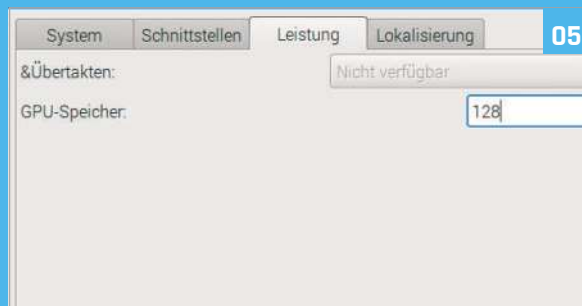 05
System Schnittstellen Leistung Lokalisierung
&Übertakten: Nicht verfügbar
GPU-Speicher: 128